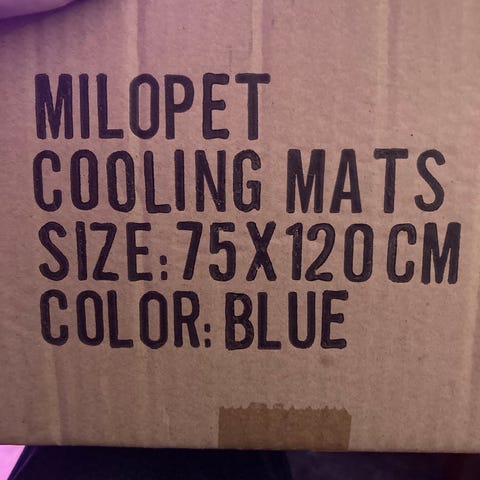 MILOPET
COOLING MATS
SIZE: 75X120 CM
COLOR: BLUE